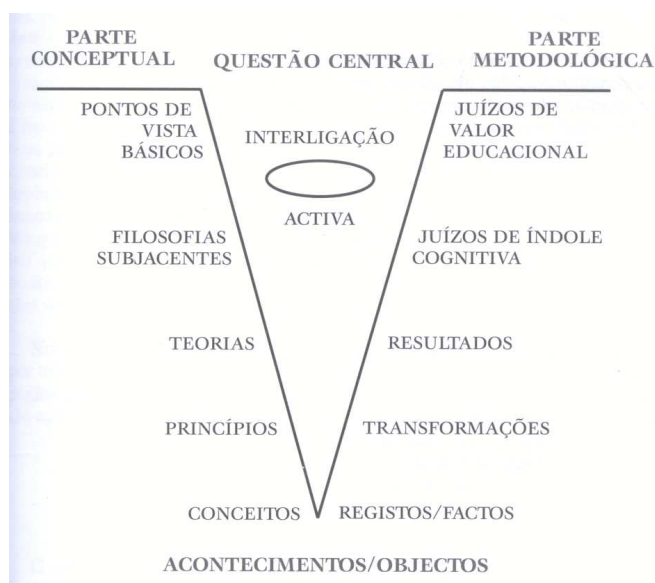 PARTE
CONCEPTUAL
QUESTÃO CENTRAL
PARTE
METODOLÓGICA
PONTOS DE
VISTA
BÁSICOS
INTERLIGAÇÃO
ACTIVA
JUÍZOS DE
VALOR
EDUCACIONAL
FILOSOFIAS
SUBJACENTES
JUÍZOS DE ÍNDOLE
COGNITIVA
TEORIAS
RESULTADOS
PRINCÍPIOS
TRANSFORMAÇÕES
CONCEITOS
REGISTOS/FACTOS
ACONTECIMENTOS/OBJECTOS